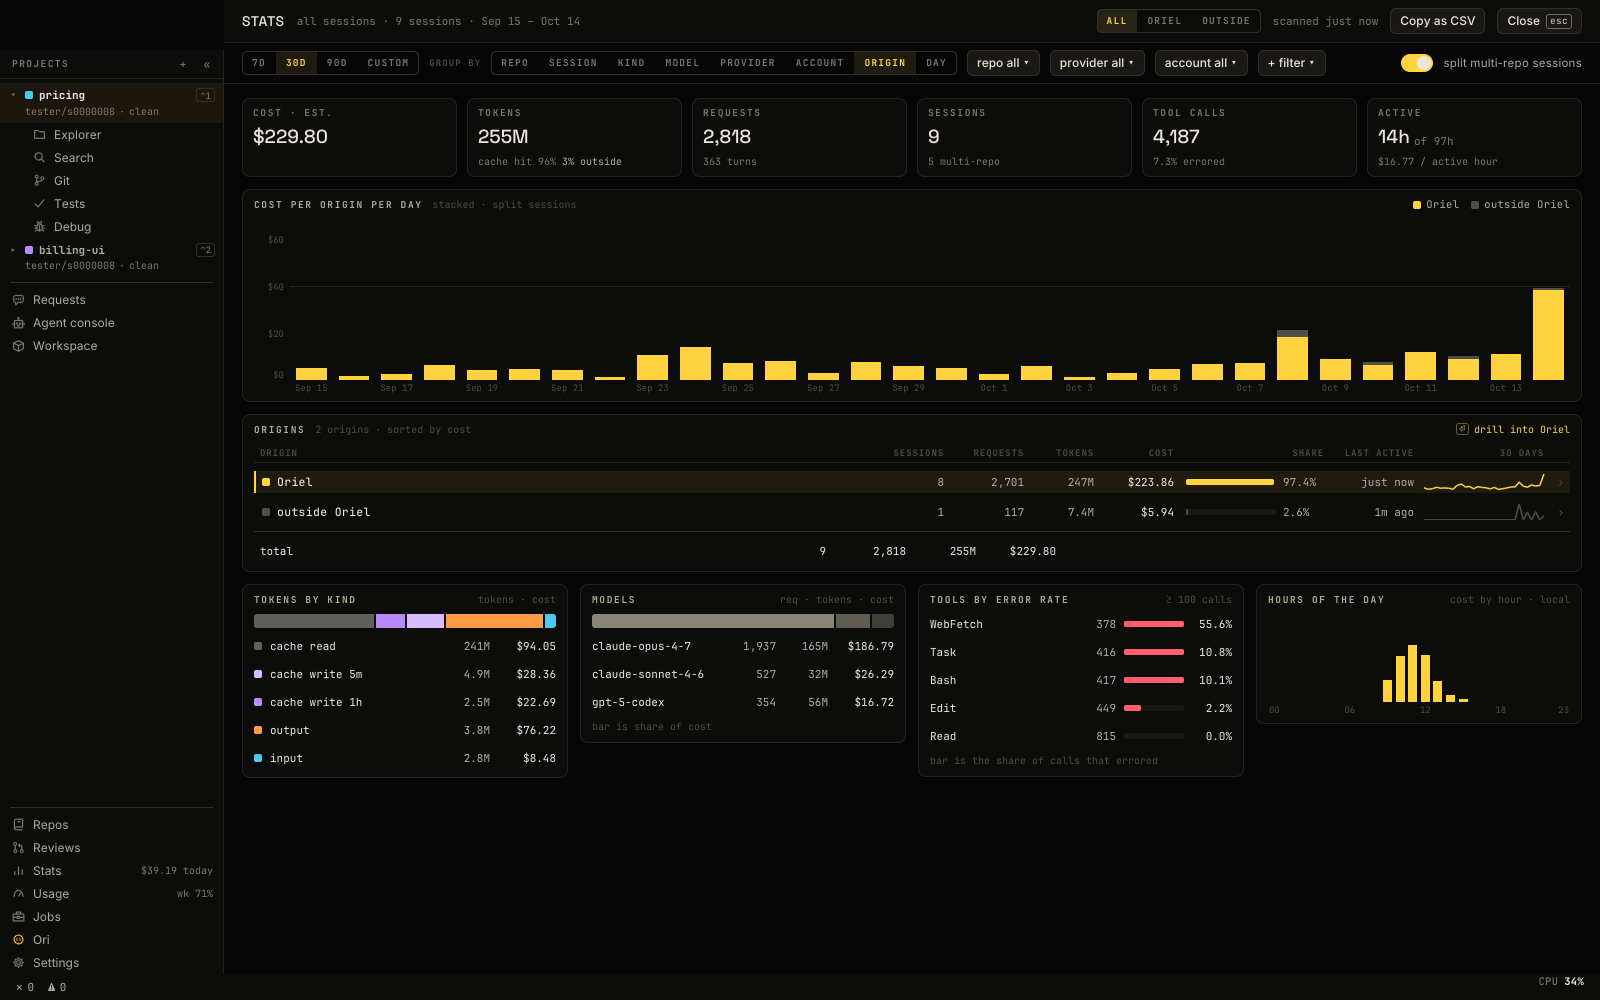 STATS all sessions · 9 sessions · Sep 15 – Oct 14
ALL ORIEL OUTSIDE scanned just now Copy as CSV Close esc
PROJECTS + «
7D 30D 90D CUSTOM GROUP BY REPO SESSION KIND MODEL PROVIDER ACCOUNT ORIGIN DAY repo all provider all account all + filter split multi-repo sessions
pricing ^1
tester/s0000008 · clean
Explorer
Search
Git
Tests
Debug
billing-ui ^2
tester/s0000008 · clean
Requests
Agent console
Workspace
COST · EST.
$229.80
TOKENS
255M
cache hit 96% 3% outside
REQUESTS
2,818
363 turns
SESSIONS
9
5 multi-repo
TOOL CALLS
4,187
7.3% errored
ACTIVE
14h of 97h
$16.77 / active hour
COST PER ORIGIN PER DAY stacked · split sessions
Oriel outside Oriel
$60
$40
$20
$0
Sep 15 Sep 17 Sep 19 Sep 21 Sep 23 Sep 25 Sep 27 Sep 29 Oct 1 Oct 3 Oct 5 Oct 7 Oct 9 Oct 11 Oct 13
ORIGINS 2 origins · sorted by cost
drill into Oriel
ORIGIN SESSIONS REQUESTS TOKENS COST SHARE LAST ACTIVE 30 DAYS
Oriel 8 2,701 247M $223.86 97.4% just now
outside Oriel 1 117 7.4M $5.94 2.6% 1m ago
total 9 2,818 255M $229.80
TOKENS BY KIND tokens · cost
cache read 241M $94.05
cache write 5m 4.9M $28.36
cache write 1h 2.5M $22.69
output 3.8M $76.22
input 2.8M $8.48
MODELS req · tokens · cost
claude-opus-4-7 1,937 165M $186.79
claude-sonnet-4-6 527 32M $26.29
gpt-5-codex 354 56M $16.72
bar is share of cost
TOOLS BY ERROR RATE ≥ 100 calls
WebFetch 378 55.6%
Task 416 10.8%
Bash 417 10.1%
Edit 449 2.2%
Read 815 0.0%
bar is the share of calls that errored
HOURS OF THE DAY cost by hour · local
00 06 12 18 23
Repos
Reviews
Stats $39.19 today
Usage wk 71%
Jobs
Ori
Settings
× 0 0
CPU 34%